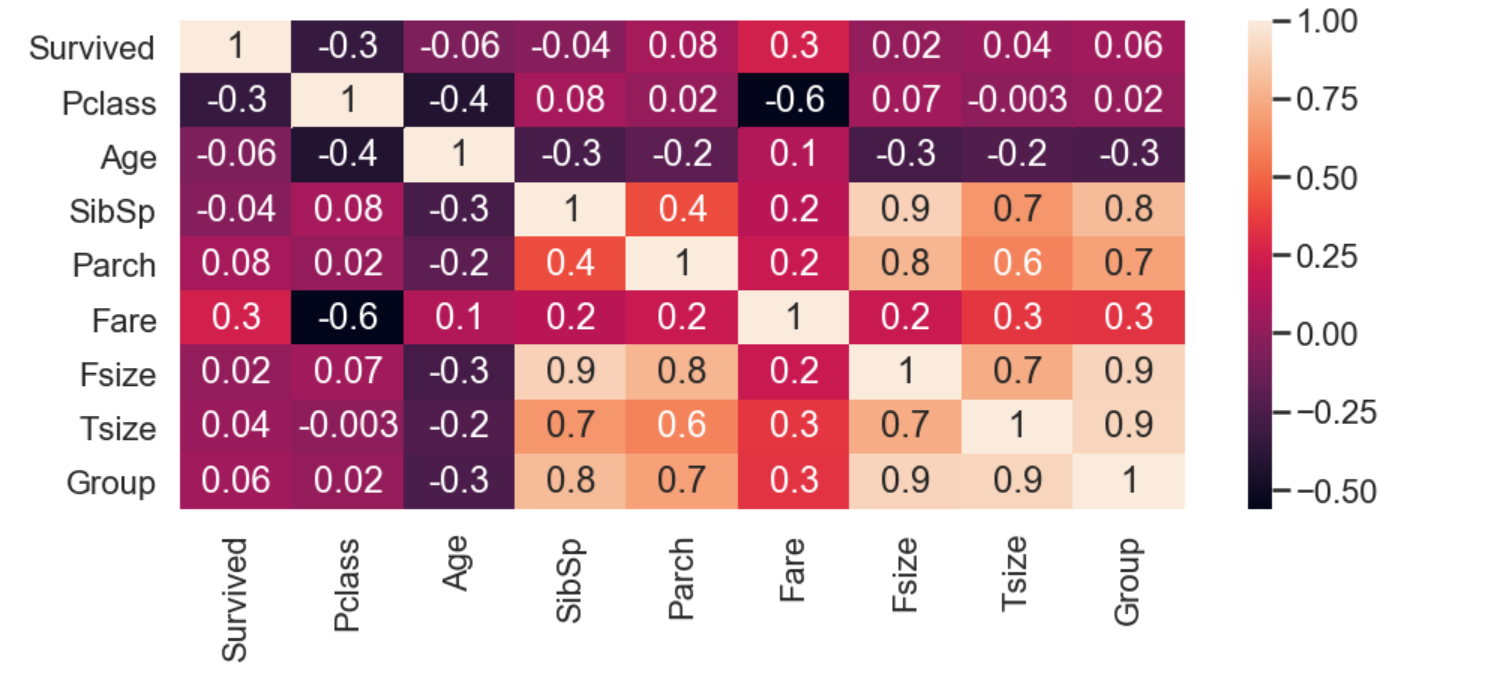 Survived 1 -0.3 -0.06 -0.04 0.08 0.3 0.02 0.04 0.06
Pclass -0.3 1 -0.4 0.08 0.02 -0.6 0.07 -0.003 0.02
Age -0.06 -0.4 1 -0.3 -0.2 0.1 -0.3 -0.2 -0.3
SibSp -0.04 0.08 -0.3 1 0.4 0.2 0.9 0.7 0.8
Parch 0.08 0.02 -0.2 0.4 1 0.2 0.8 0.6 0.7
Fare 0.3 -0.6 0.1 0.2 0.2 1 0.2 0.3 0.3
Fsize 0.02 0.07 -0.3 0.9 0.8 0.2 1 0.7 0.9
Tsize 0.04 -0.003 -0.2 0.7 0.6 0.3 0.7 1 0.9
Group 0.06 0.02 -0.3 0.8 0.7 0.3 0.9 0.9 1
Survived Pclass Age SibSp Parch Fare Fsize Tsize Group
1.00
0.75
0.50
0.25
0.00
−0.25
−0.50